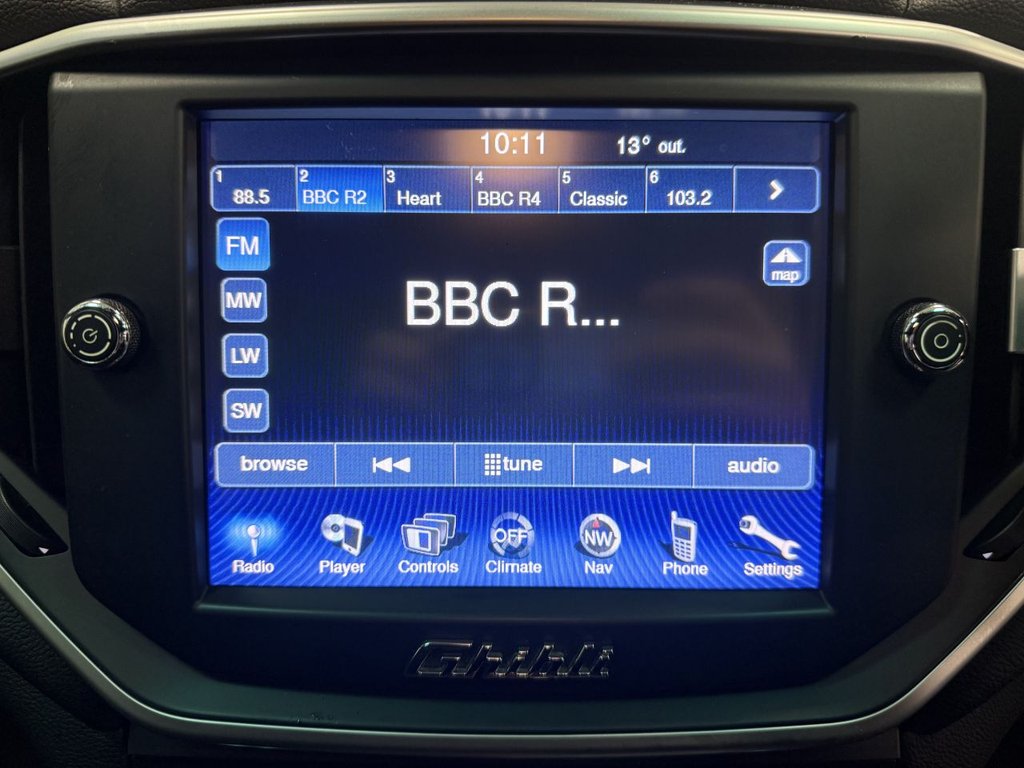 10:11 13° out.
1 88.5 2 BBC R2 3 Heart 4 BBC R4 5 Classic 6 103.2
FM
map
BBC R...
MW
LW
SW
browse tune audio
OFF NW
Radio Player Controls Climate Nav Phone Settings
Ghibli